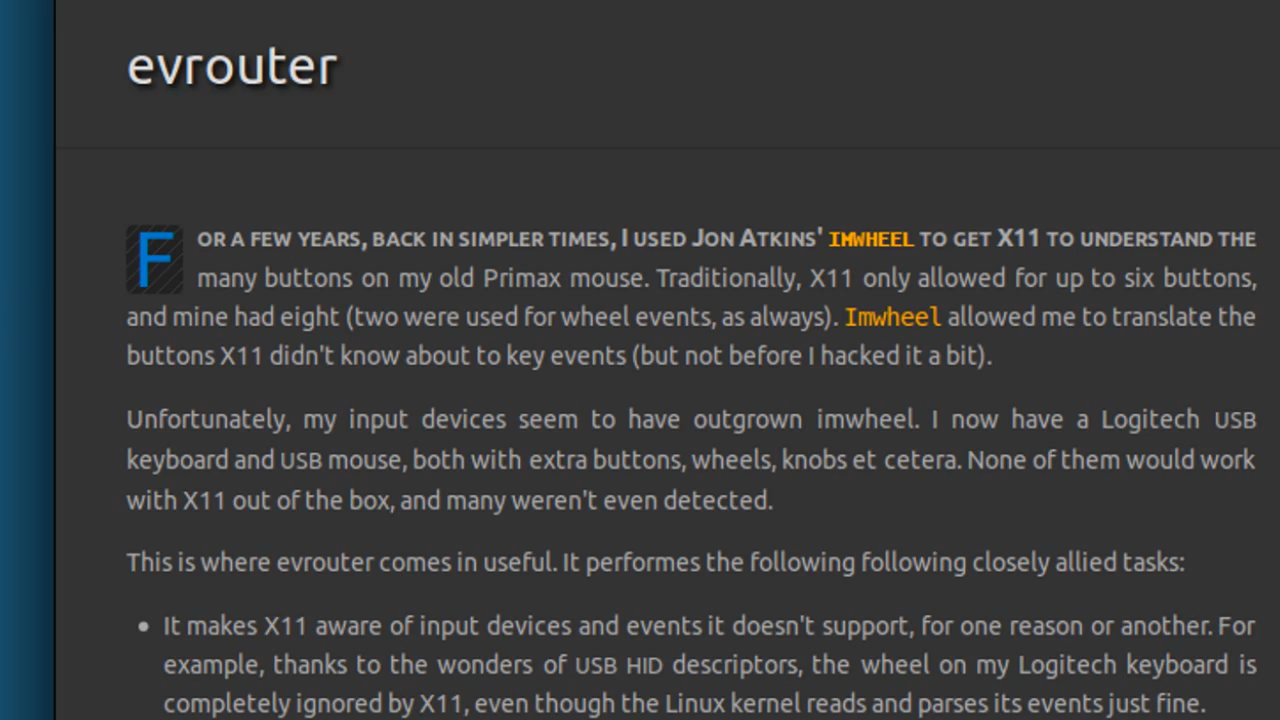 evrouter
For a few years, back in simpler times, I used Jon Atkins' imwheel to get X11 to understand the
many buttons on my old Primax mouse. Traditionally, X11 only allowed for up to six buttons,
and mine had eight (two were used for wheel events, as always). Imwheel allowed me to translate the
buttons X11 didn't know about to key events (but not before I hacked it a bit).
Unfortunately, my input devices seem to have outgrown imwheel. I now have a Logitech USB
keyboard and USB mouse, both with extra buttons, wheels, knobs et cetera. None of them would work
with X11 out of the box, and many weren't even detected.
This is where evrouter comes in useful. It performes the following following closely allied tasks:
• It makes X11 aware of input devices and events it doesn't support, for one reason or another. For
example, thanks to the wonders of USB HID descriptors, the wheel on my Logitech keyboard is
completely ignored by X11, even though the Linux kernel reads and parses its events just fine.